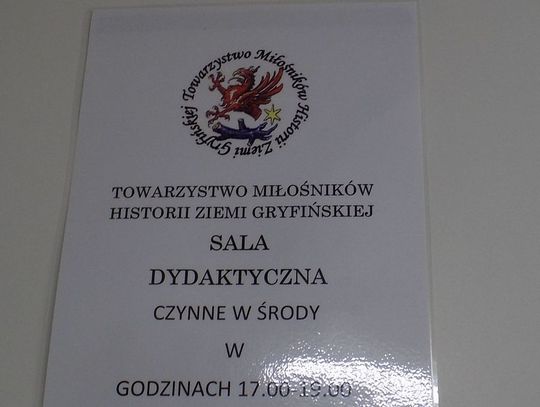 Towarzystwo Miłośników Historii Ziemi Gryfińskiej
TOWARZYSTWO MIŁOŚNIKÓW
HISTORII ZIEMI GRYFIŃSKIEJ
SALA
DYDAKTYCZNA
CZYNNE W ŚRODY
W
GODZINACH 17.00-19.00